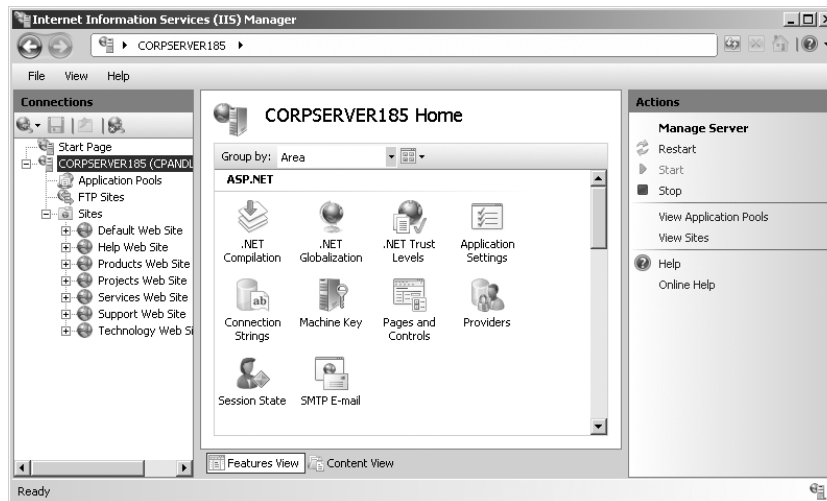 Internet Information Services (IIS) Manager
CORPSERVER185
File View Help
Connections
Start Page
CORPSERVER185 (CPANDL
Application Pools
FTP Sites
Sites
Default Web Site
Help Web Site
Products Web Site
Projects Web Site
Services Web Site
Support Web Site
Technology Web Si
CORPSERVER185 Home
Group by: Area
ASP.NET
.NET Compilation
.NET Globalization
.NET Trust Levels
Application Settings
Connection Strings
Machine Key
Pages and Controls
Providers
Session State
SMTP E-mail
Features View Content View
Actions
Manage Server
Restart
Start
Stop
View Application Pools
View Sites
Help
Online Help
Ready